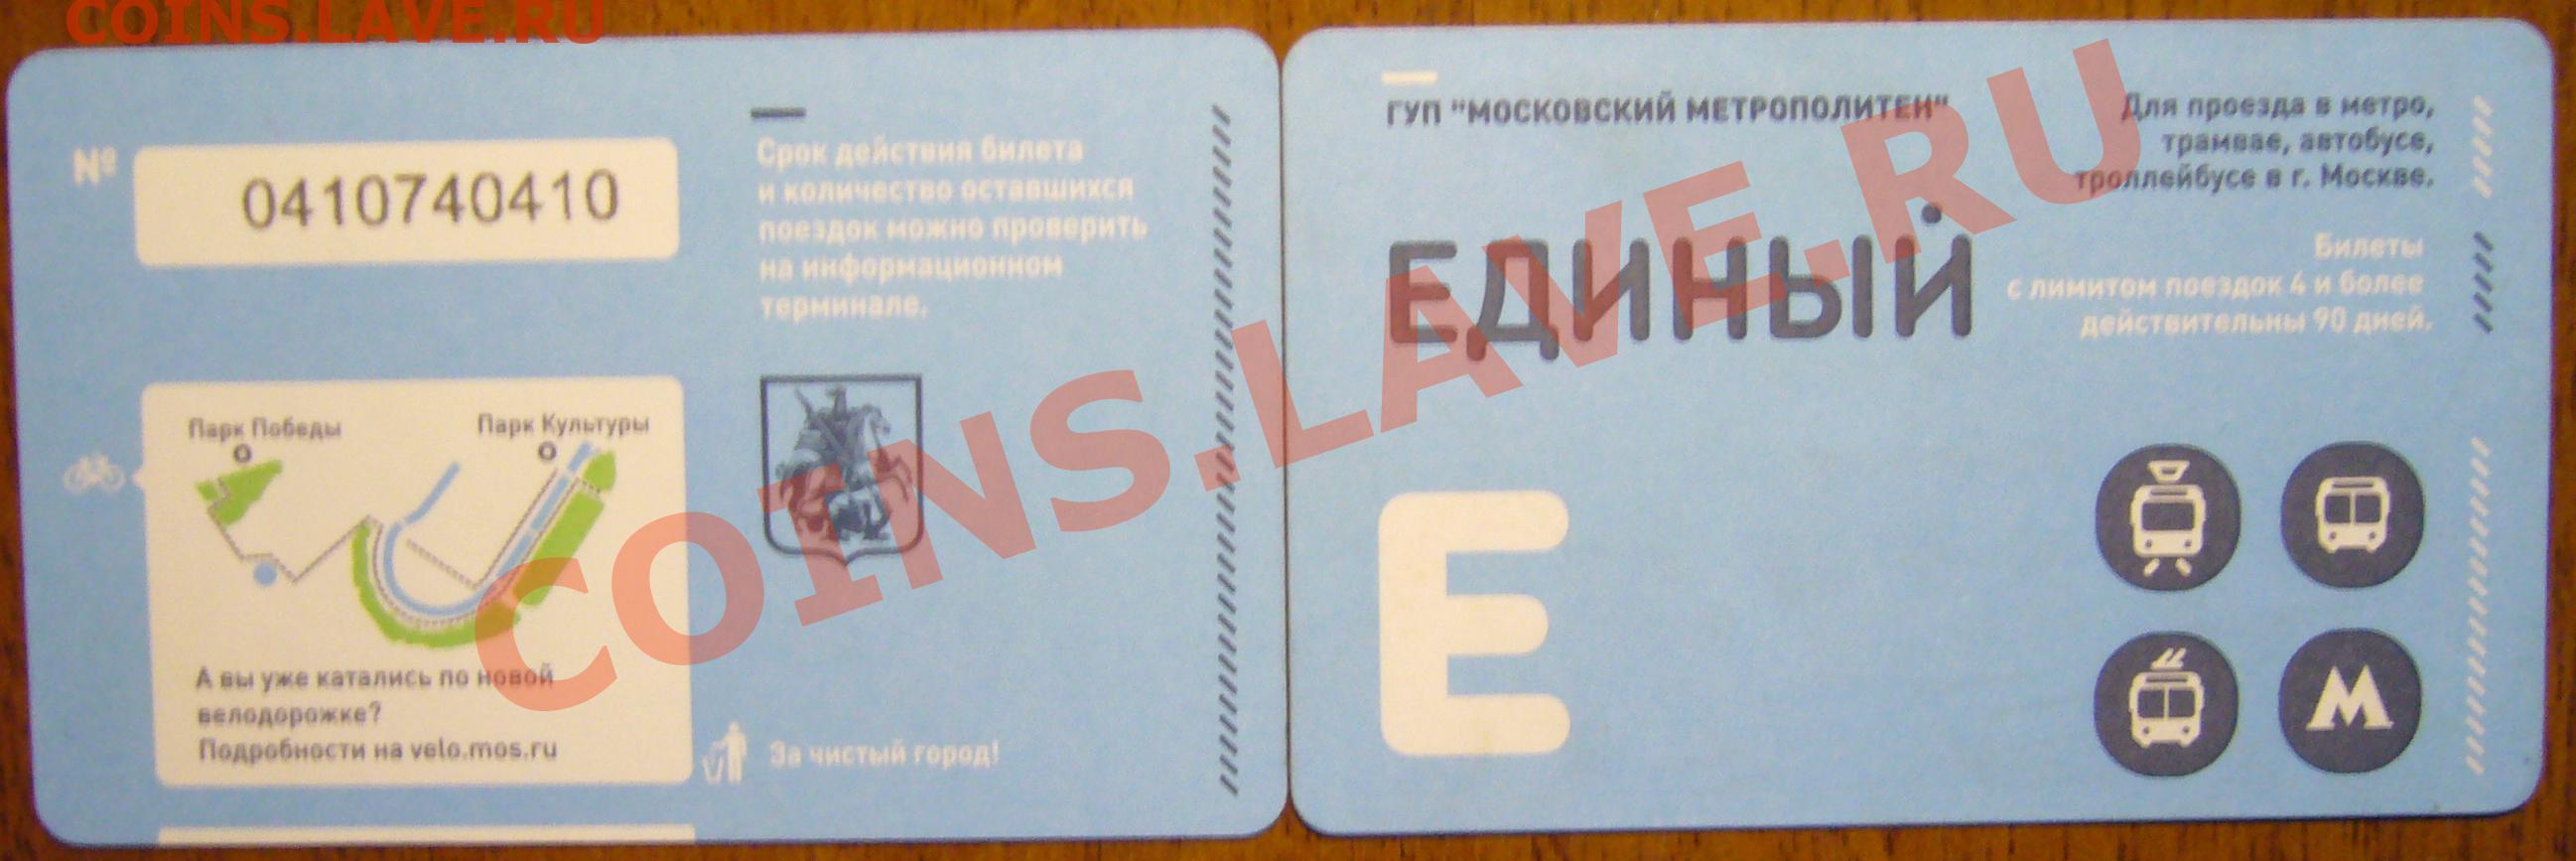 COINS.LAVE.RU
№
0410740410
Срок действия билета
и количество оставшихся
поездок можно проверить
на информационном
терминале.
Парк Победы
Парк Культуры
А вы уже катались по новой
велодорожке?
Подробности на velo.mos.ru
За чистый город!
ГУП "МОСКОВСКИЙ МЕТРОПОЛИТЕН"
Для проезда в метро,
трамвае, автобусе,
троллейбусе в г. Москве.
ЕДИНЫЙ
Билеты
с лимитом поездок 4 и более
действительны 90 дней.
Е
М
COINS.LAVE.RU